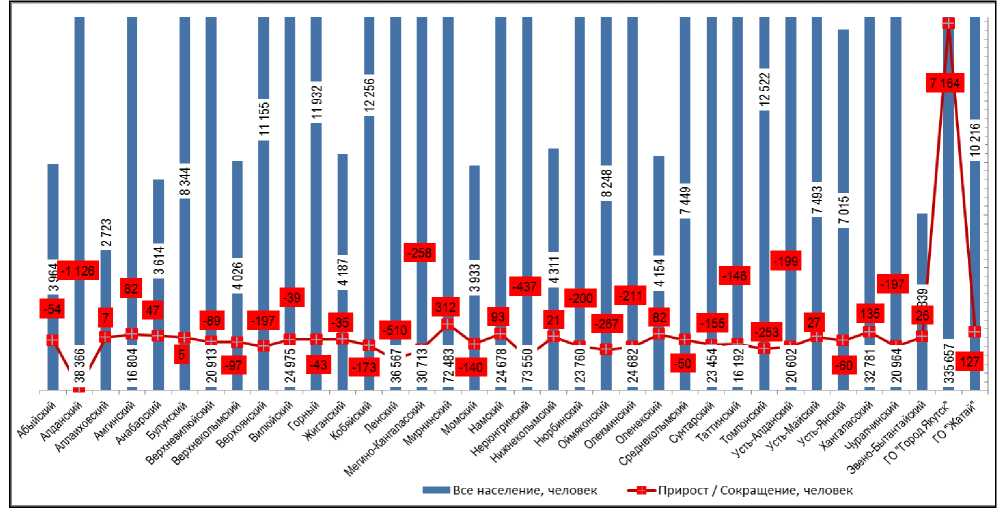 3 964
38 366
2 723
16 804
3 614
8 344
20 913
4 026
11 155
24 975
11 932
4 187
12 256
36 567
30 713
72 483
3 933
24 678
73 550
4 311
23 760
8 248
24 682
4 154
7 449
23 454
16 192
12 522
20 602
7 493
7 015
32 781
20 964
335 657
10 216
-54
-1 126
7
82
47
5
-89
-97
-197
-39
-43
-35
-173
-510
-258
312
-140
93
-437
21
-200
-267
-211
82
-50
-155
-148
-253
-199
27
-60
135
-197
26
7 164
127
Абыйский
Алданский
Аллаиховский
Амгинский
Анабарский
Булунский
Верхневилюйский
Верхнеколымский
Верхоянский
Вилюйский
Горный
Жиганский
Кобяйский
Ленский
Мегино-Кангаласский
Мирнинский
Момский
Намский
Нерюнгринский
Нижнеколымский
Нюрбинский
Оймяконский
Олекминский
Оленекский
Среднеколымский
Сунтарский
Таттинский
Томпонский
Усть-Алданский
Усть-Майский
Усть-Янский
Хангаласский
Чурапчинский
Эвено-Бытантайский
ГО "Город Якутск"
ГО "Жатай"
Все население, человек
Прирост / Сокращение, человек